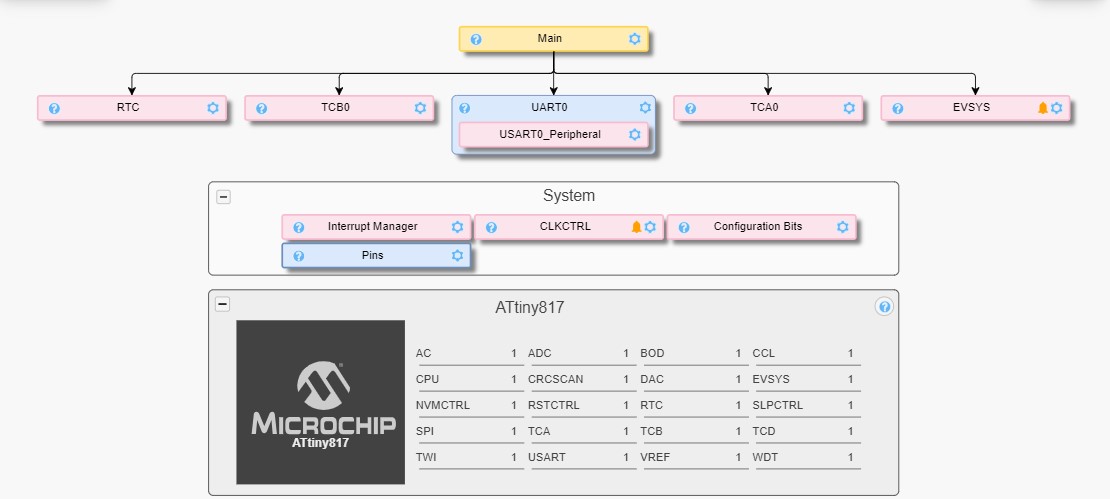 Main
RTC
TCB0
UART0
TCA0
EVSYS
USART0_Peripheral
System
Interrupt Manager
CLKCTRL
Configuration Bits
Pins
ATtiny817
AC 1 ADC 1 BOD 1 CCL 1
CPU 1 CRCSCAN 1 DAC 1 EVSYS 1
NVMCTRL 1 RSTCTRL 1 RTC 1 SLPCTRL 1
SPI 1 TCA 1 TCB 1 TCD 1
TWI 1 USART 1 VREF 1 WDT 1
MICROCHIP
ATtiny817